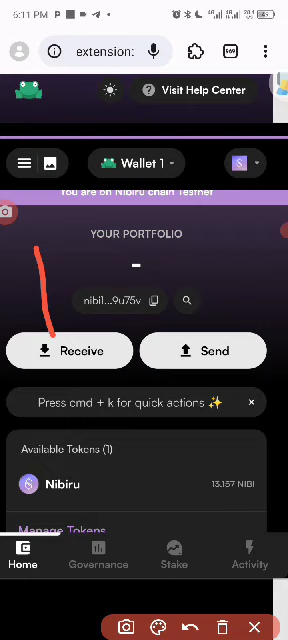 6:11 PM
extension:
969
Visit Help Center
Wallet 1
You are on Nibiru chain Testnet
YOUR PORTFOLIO
-
nibi1...9u75v
Receive
Send
Press cmd + k for quick actions ✨ ×
Available Tokens (1)
Nibiru 13.157 NIBI
Manage Tokens
Home Governance Stake Activity